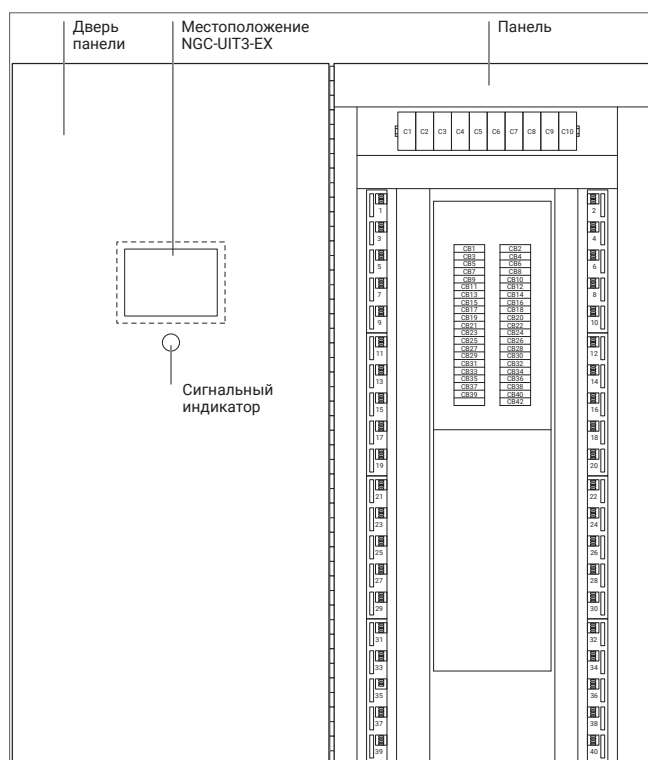 Дверь
панели
Местоположение
NGC-UIT3-EX
Панель
C1 C2 C3 C4 C5 C6 C7 C8 C9 C10
1 2
3 4
CB1 CB2
CB3 CB4
5 CB5 CB6 6
CB7 CB8
CB9 CB10
7 CB11 CB12 8
CB13 CB14
CB15 CB16
CB17 CB18
9 CB19 CB20 10
CB21 CB22
CB23 CB24
CB25 CB26
11 CB27 CB28 12
CB29 CB30
CB31 CB32
13 CB33 CB34 14
CB35 CB36
CB37 CB38
CB39 CB40
15 CB42 16
Сигнальный
индикатор
17 18
19 20
21 22
23 24
25 26
27 28
29 30
31 32
33 34
35 36
37 38
39 40